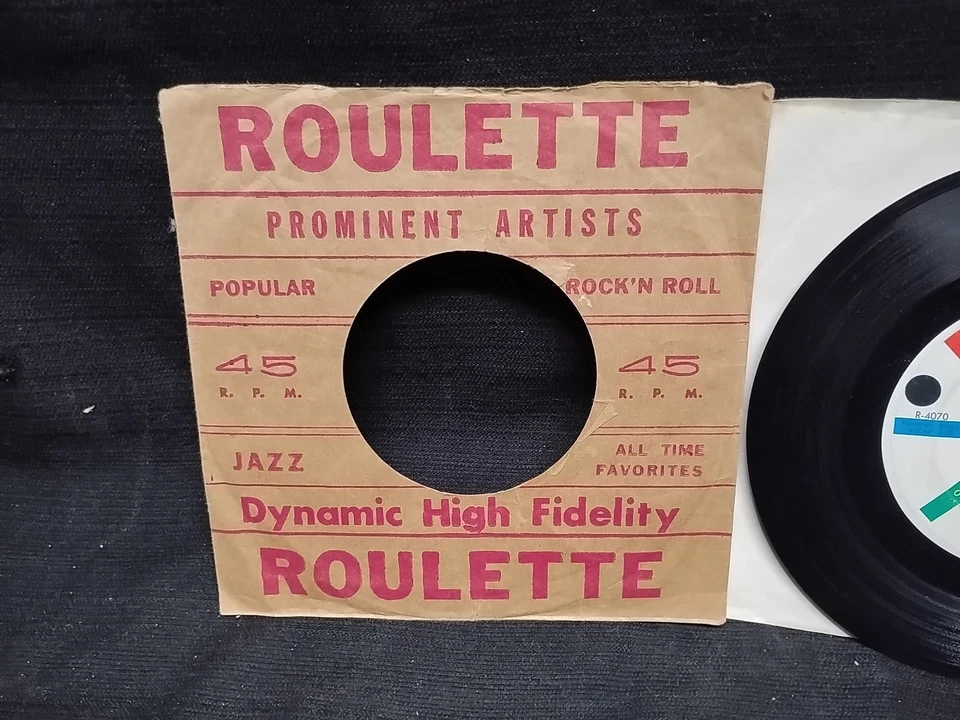 ROULETTE
PROMINENT ARTISTS
POPULAR ROCK'N ROLL
45 45
R. P. M. R. P. M.
JAZZ ALL TIME
FAVORITES
Dynamic High Fidelity
ROULETTE
R-4070